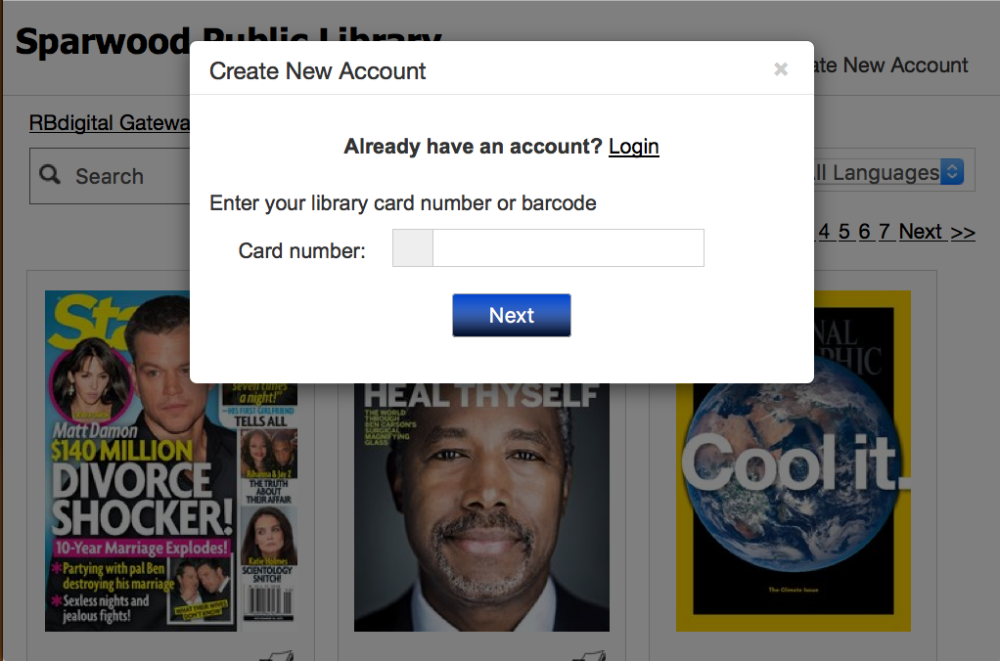 Sparwood Public Library
Create New Account
×
ate New Account
RBdigital Gatewa
Already have an account? Login
Search
ll Languages
Enter your library card number or barcode
4 5 6 7 Next >>
Card number:
Next
Sta
NAL
PHIC
seven times
a night!"
—HIS FIRST GIRLFRIEND
TELLS ALL
Matt Damon
$140 MILLION
DIVORCE
SHOCKER!
10-Year Marriage Explodes!
*Partying with pal Ben
destroying his marriage
*Sexless nights and
jealous fights!
Rihanna & Jay Z
THE TRUTH
ABOUT
THEIR AFFAIR
Katie Holmes
SCIENTOLOGY
SNITCH!
WHAT THEIR WIVES
DON'T KNOW
HEAL THYSELF
THE WORLD
THROUGH
BEN CARSON'S
SURGICAL
MAGNIFYING
GLASS
Cool it.
The Climate Issue